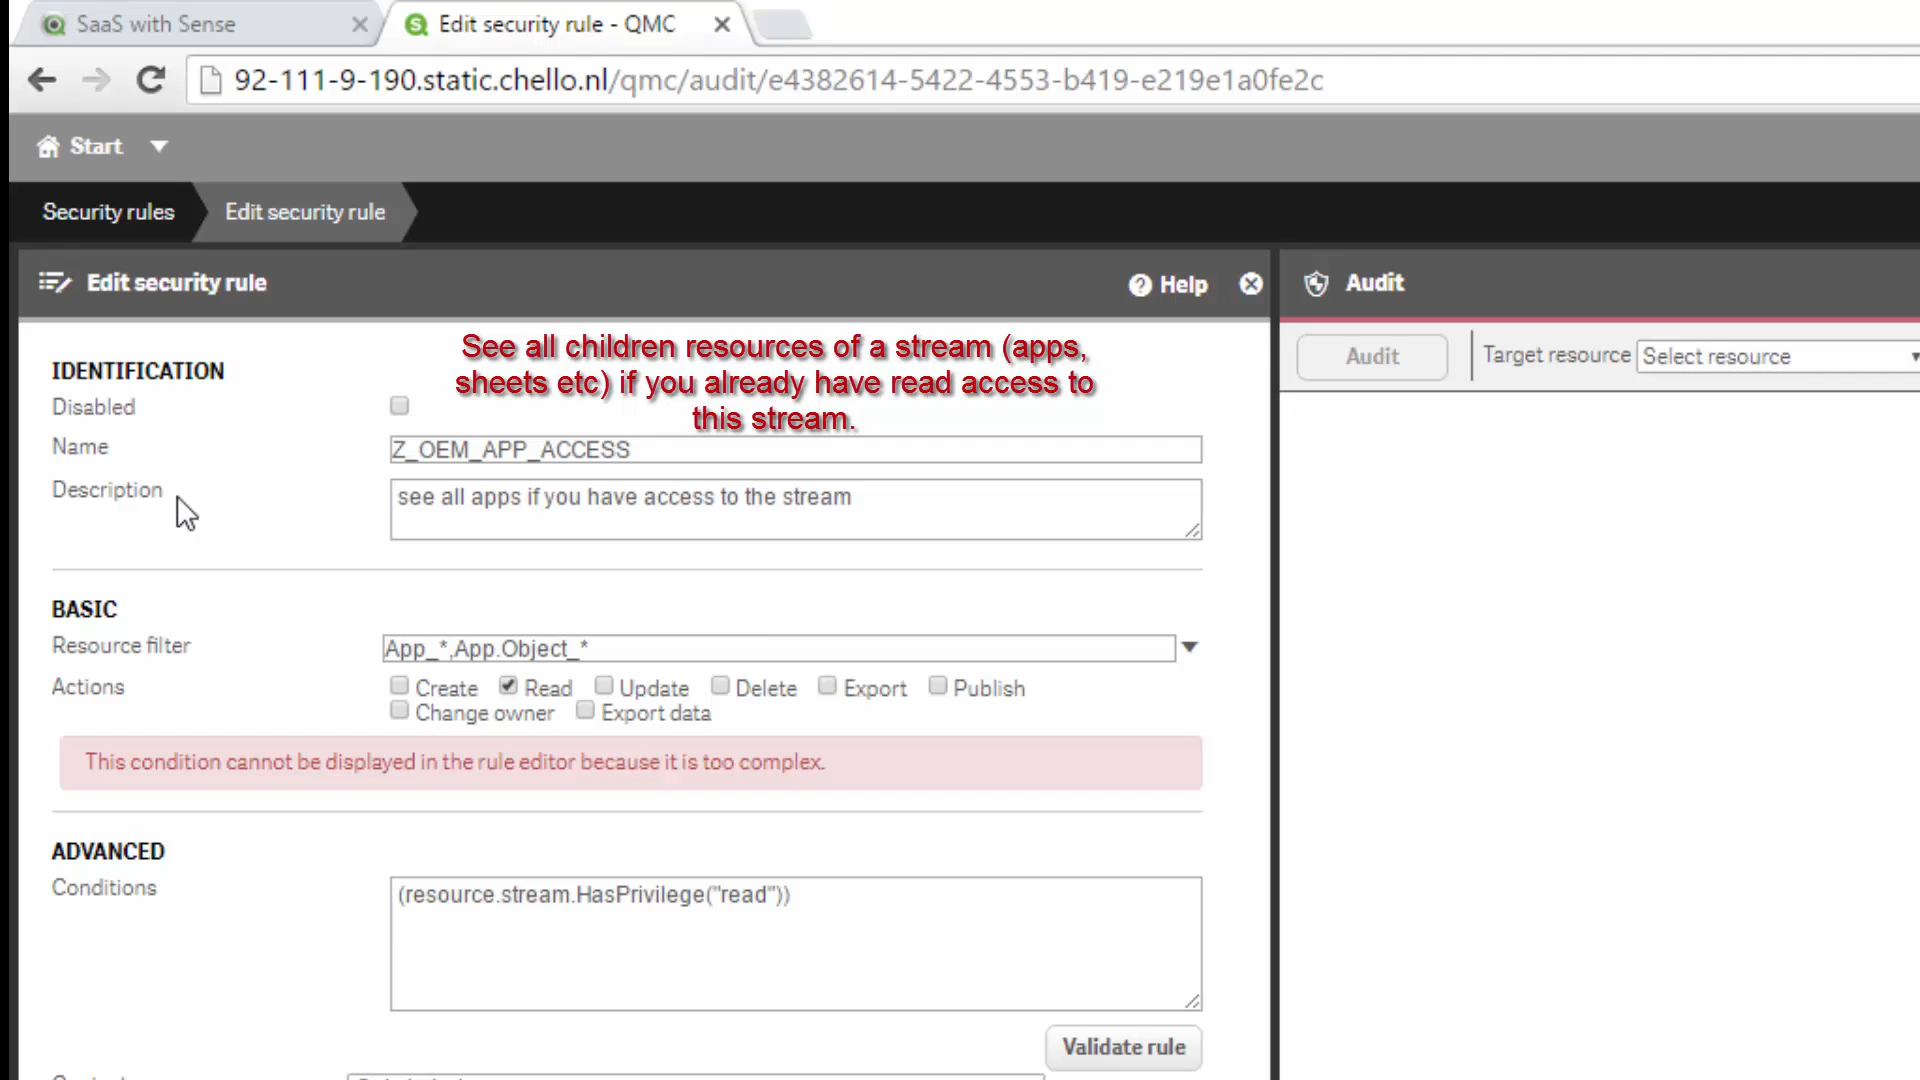 SaaS with Sense
Edit security rule - QMC
92-111-9-190.static.chello.nl/qmc/audit/e4382614-5422-4553-b419-e219e1a0fe2c
Start
Security rules
Edit security rule
Edit security rule
Help
Audit
See all children resources of a stream (apps,
sheets etc) if you already have read access to
this stream.
Audit
Target resource
Select resource
IDENTIFICATION
Disabled
Name
Z_OEM_APP_ACCESS
Description
see all apps if you have access to the stream
BASIC
Resource filter
App_*,App.Object_*
Actions
Create Read Update Delete Export Publish
Change owner Export data
This condition cannot be displayed in the rule editor because it is too complex.
ADVANCED
Conditions
(resource.stream.HasPrivilege("read"))
Validate rule